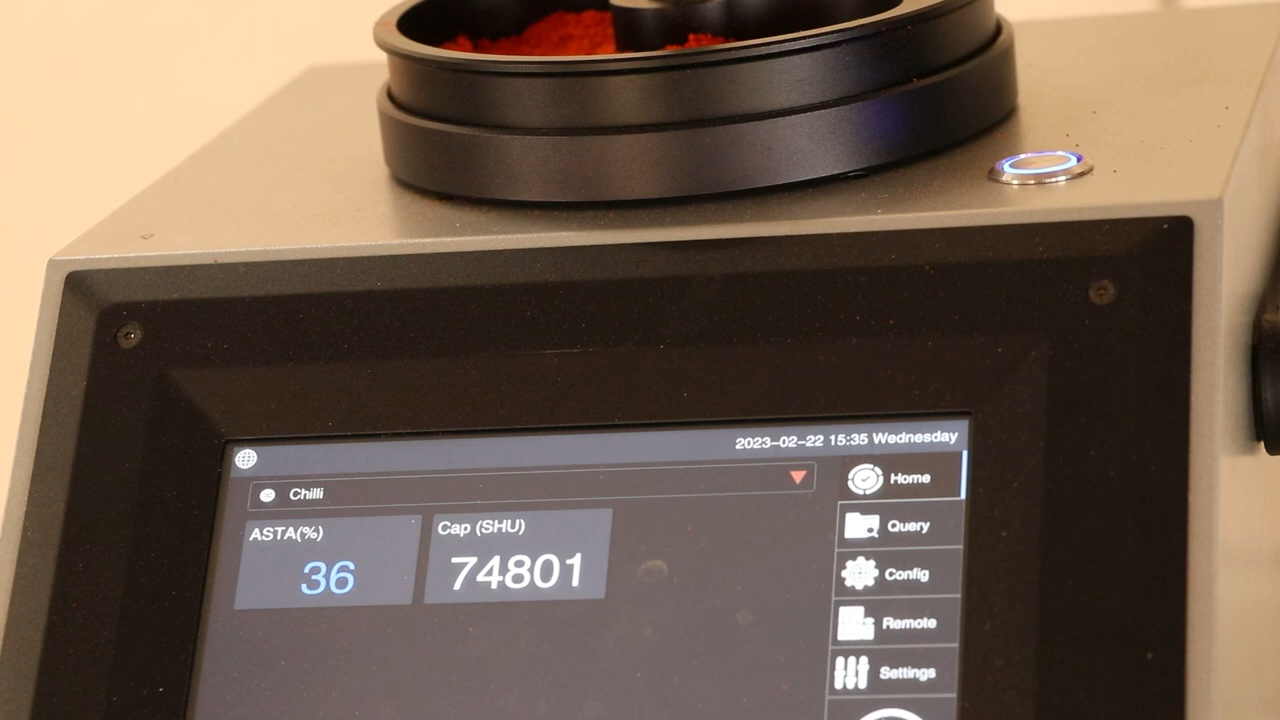 2023-02-22 15:35 Wednesday
Chilli
Home
ASTA(%)
Cap (SHU)
Query
36
74801
Config
Remote
Settings